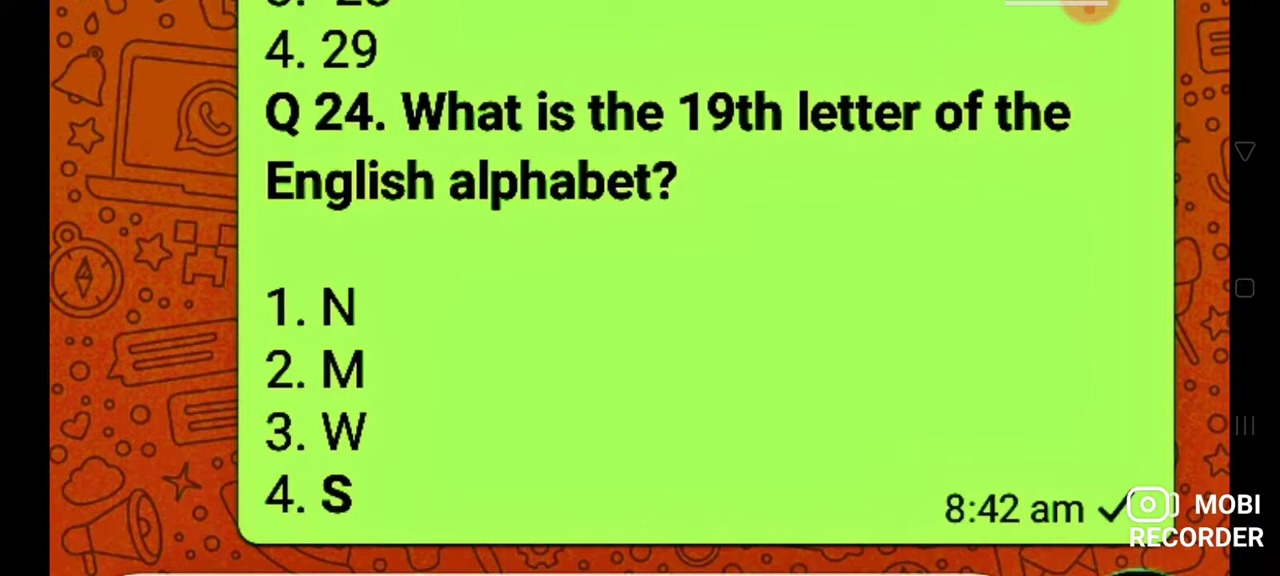 4. 29
Q 24. What is the 19th letter of the
English alphabet?
1. N
2. M
3. W
4. S
8:42 am
MOBI
RECORDER